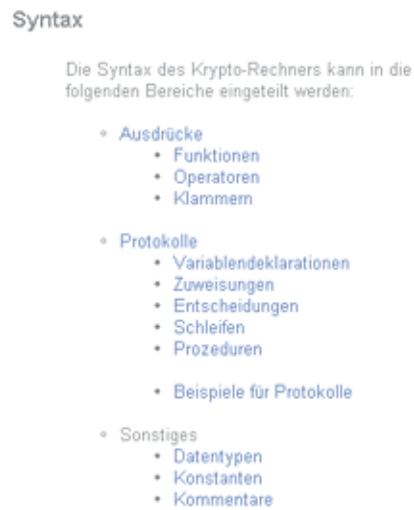 Syntax
Die Syntax des Krypto-Rechners kann in die
folgenden Bereiche eingeteilt werden:
Ausdrücke
Funktionen
Operatoren
Klammern
Protokolle
Variablendeklarationen
Zuweisungen
Entscheidungen
Schleifen
Prozeduren
Beispiele für Protokolle
Sonstiges
Datentypen
Konstanten
Kommentare